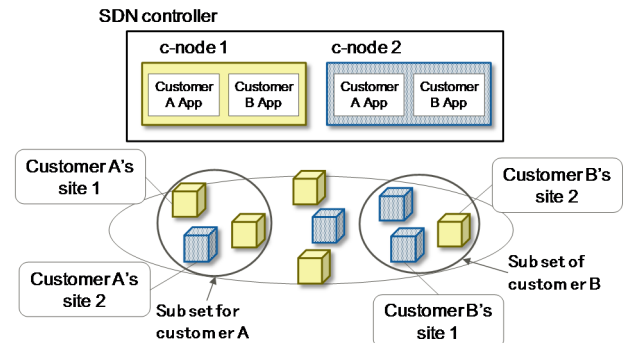 SDN controller
c-node 1
c-node 2
Customer
A App
Customer
B App
Customer
A App
Customer
B App
Customer A's
site 1
Customer B's
site 2
Customer A's
site 2
Sub set for
customer A
Customer B's
site 1
Sub set of
customer B